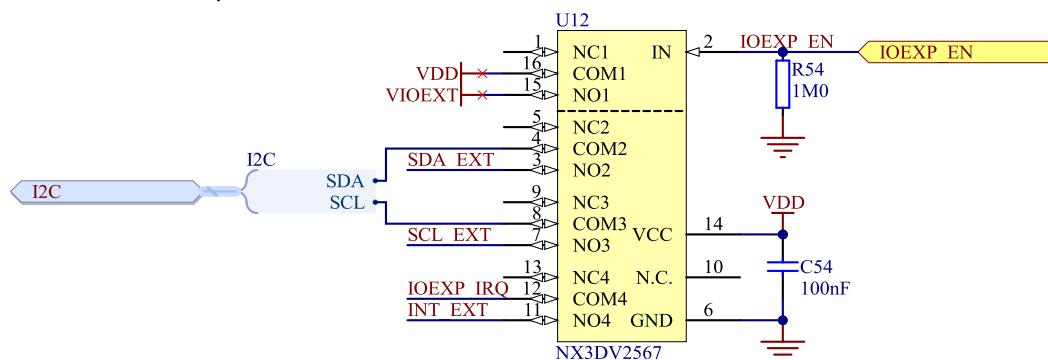 U12
1 NC1 IN 2 IOEXP_EN IOEXP_EN
VDD 16 COM1 R54
VIOEXT 15 NO1 1M0
5 NC2
4 COM2
I2C SDA_EXT 3 NO2
I2C SDA
SCL 9 NC3 VDD
8 COM3
SCL_EXT 7 NO3 VCC 14
13 NC4 N.C. 10 C54
IOEXP_IRQ 12 COM4 100nF
INT_EXT 11 NO4 GND 6
NX3DV2567